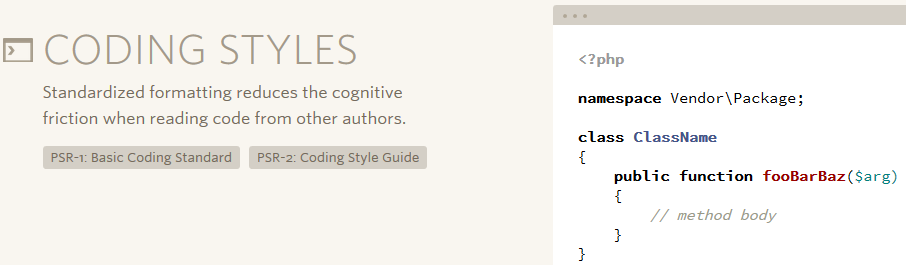 CODING STYLES
Standardized formatting reduces the cognitive
friction when reading code from other authors.
PSR-1: Basic Coding Standard PSR-2: Coding Style Guide
<?php
namespace Vendor\Package;
class ClassName
{
    public function fooBarBaz($arg)
    {
        // method body
    }
}